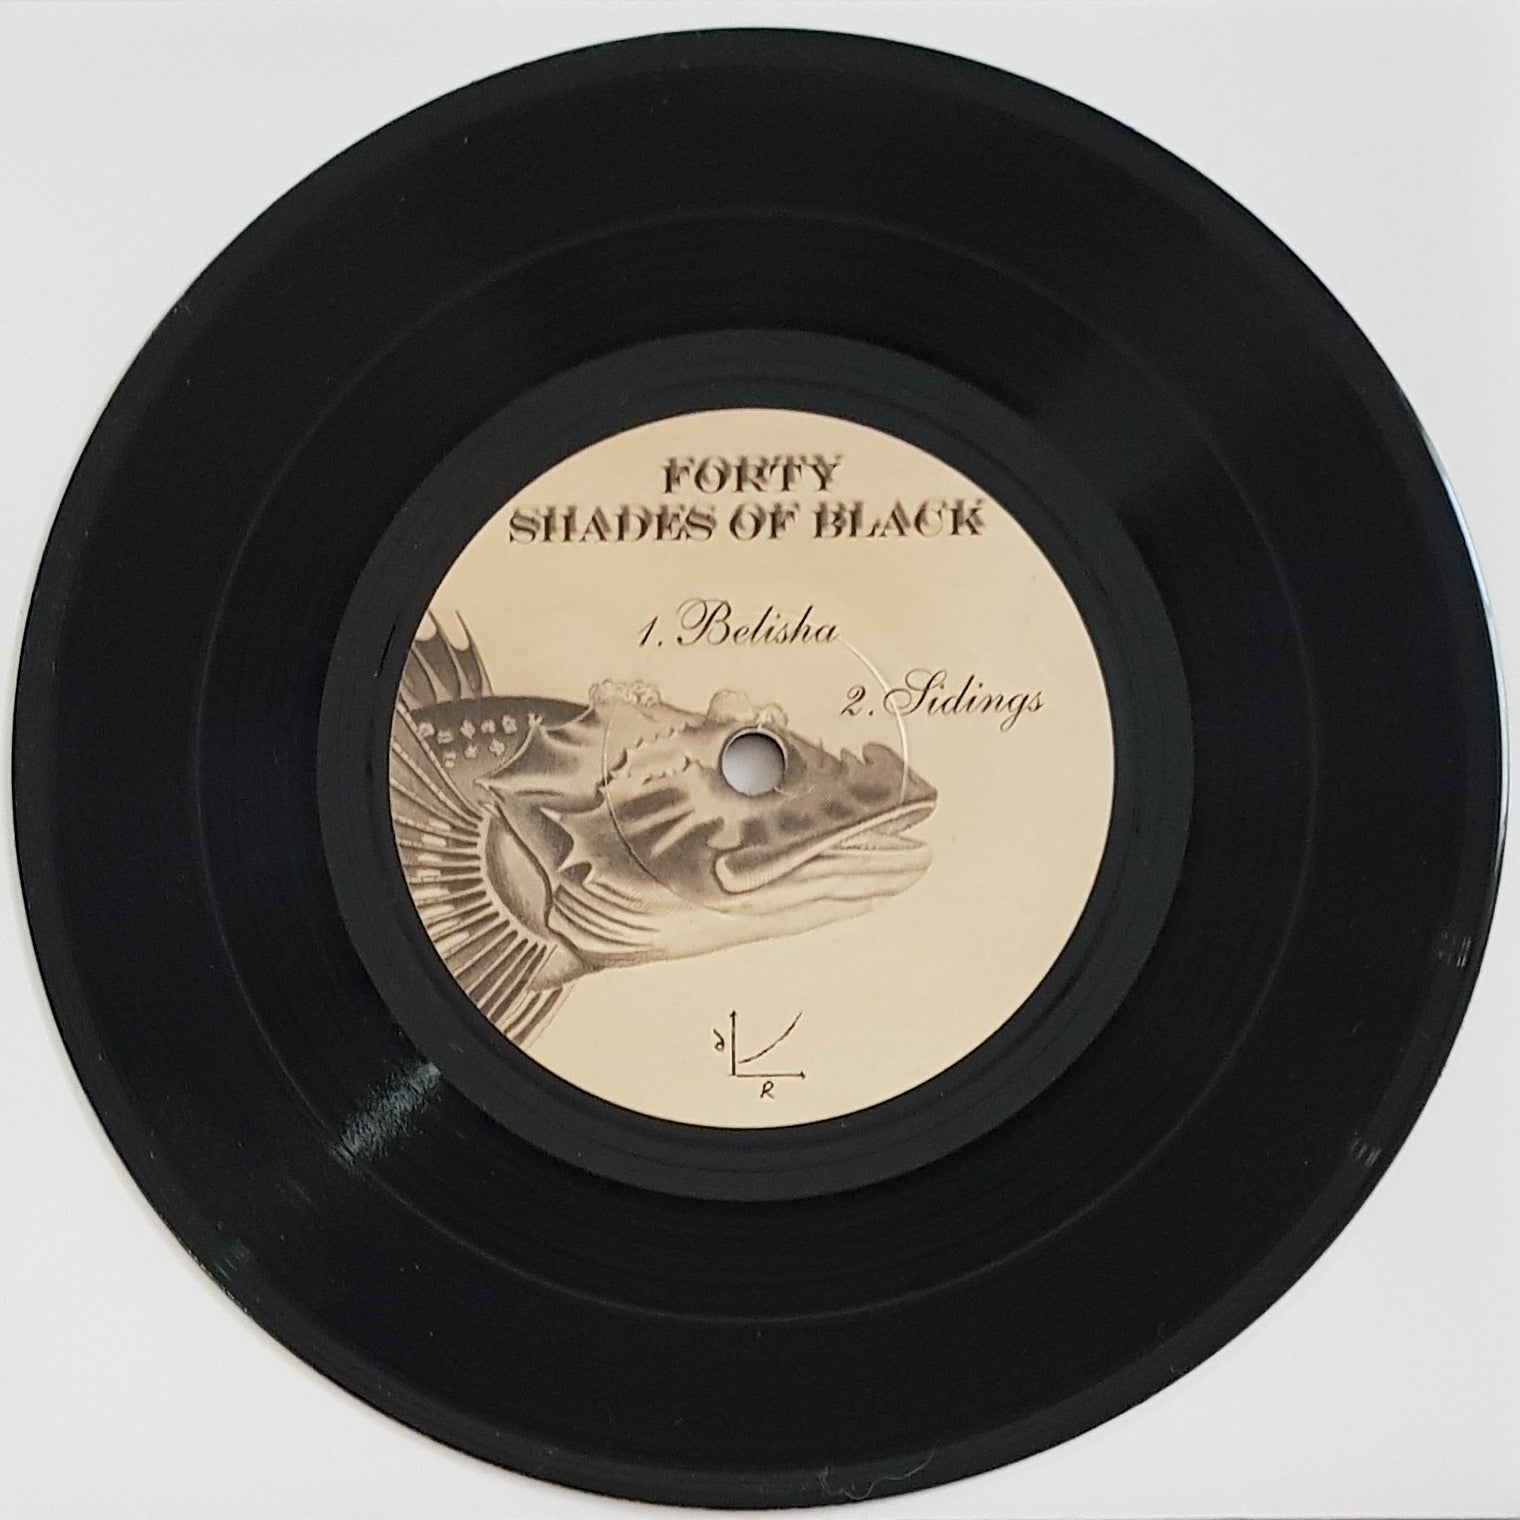 FORTY
SHADES OF BLACK
1. Belisha
2. Sidings
R